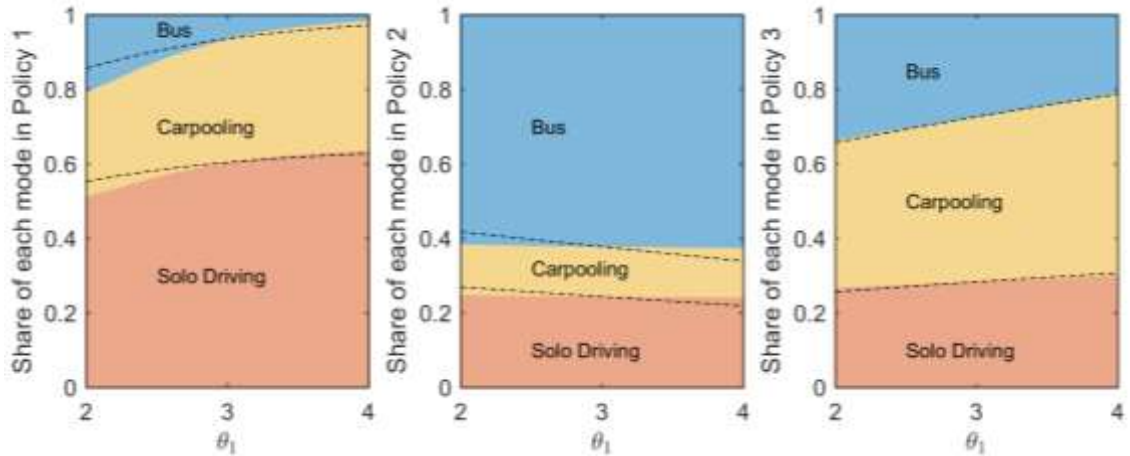 Share of each mode in Policy 1
1
0.8
0.6
0.4
0.2
0
Bus
Carpooling
Solo Driving
2 3 4
θ1
Share of each mode in Policy 2
1
0.8
0.6
0.4
0.2
0
Bus
Carpooling
Solo Driving
2 3 4
θ1
Share of each mode in Policy 3
1
0.8
0.6
0.4
0.2
0
Bus
Carpooling
Solo Driving
2 3 4
θ1